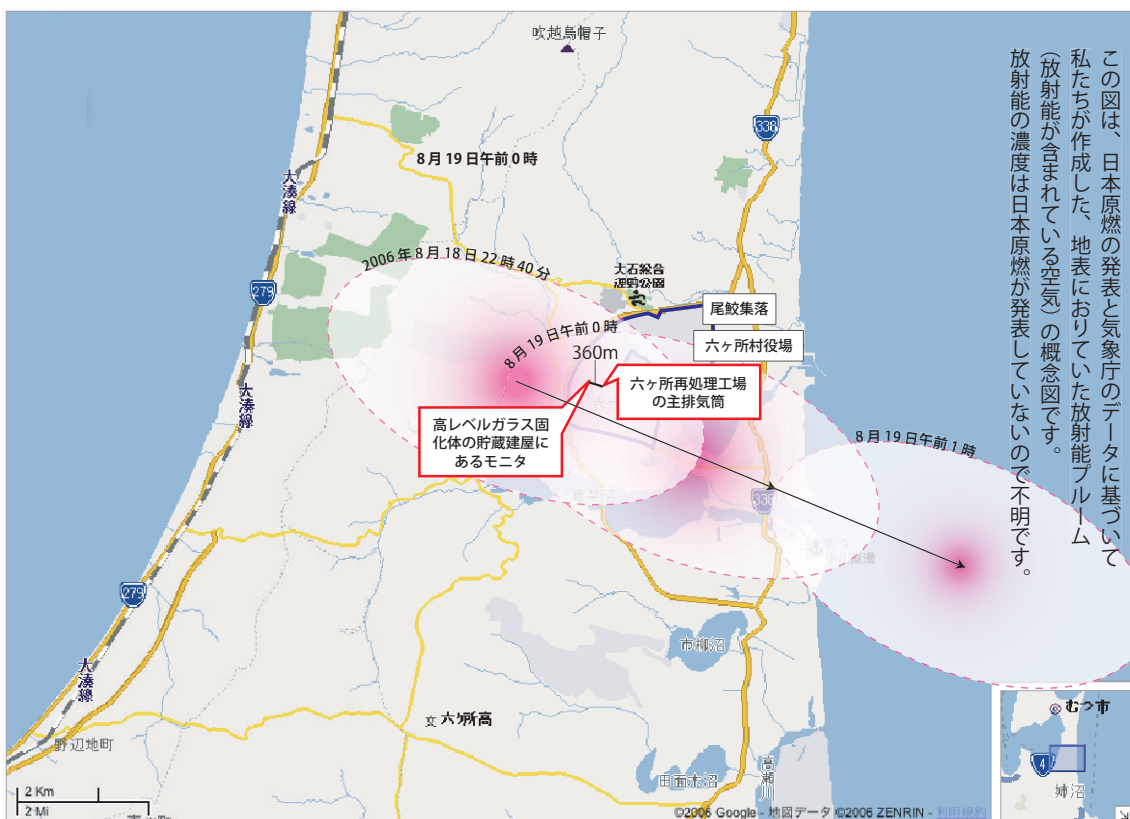 この図は、日本原燃の発表と気象庁のデータに基づいて
私たちが作成した、地表におりていた放射能プルーム
（放射能が含まれている空気）の概念図です。
放射能の濃度は日本原燃が発表していないので不明です。
吹越烏帽子
338
8月19日午前0時
大湊線
2006年8月18日22時40分
279
大石総合
運動公園
尾鮫集落
8月19日午前0時
360m
六ヶ所村役場
六ヶ所再処理工場
の主排気筒
高レベルガラス固
化体の貯蔵建屋に
あるモニタ
大湊線
8月19日午前1時
338
279
市柳沼
大湊線
文 六ケ所高
むつ市
野辺地町
4
高瀬川
田面木沼
姉沼
2 Km
2 Mi
©2006 Google - 地図データ ©2006 ZENRIN - 利用規約